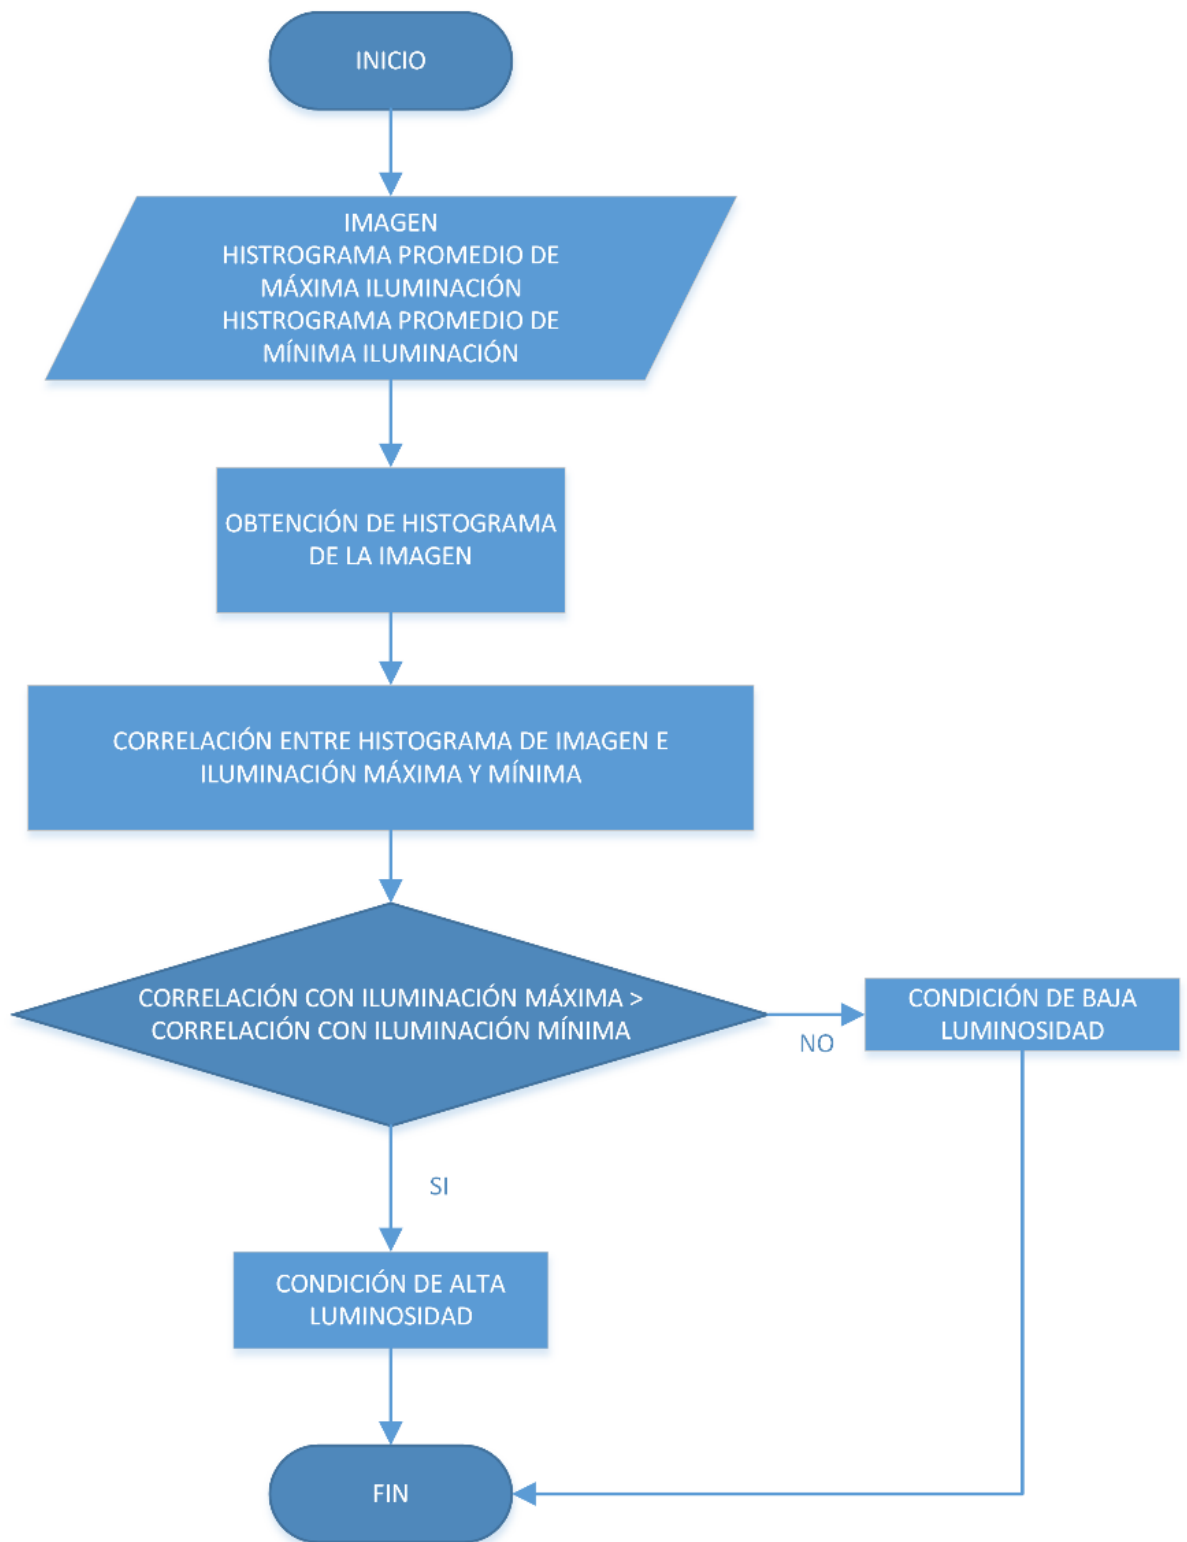 INICIO
IMAGEN
HISTROGRAMA PROMEDIO DE
MÁXIMA ILUMINACIÓN
HISTROGRAMA PROMEDIO DE
MÍNIMA ILUMINACIÓN
OBTENCIÓN DE HISTOGRAMA
DE LA IMAGEN
CORRELACIÓN ENTRE HISTOGRAMA DE IMAGEN E
ILUMINACIÓN MÁXIMA Y MÍNIMA
CORRELACIÓN CON ILUMINACIÓN MÁXIMA >
CORRELACIÓN CON ILUMINACIÓN MÍNIMA
NO
CONDICIÓN DE BAJA
LUMINOSIDAD
SI
CONDICIÓN DE ALTA
LUMINOSIDAD
FIN